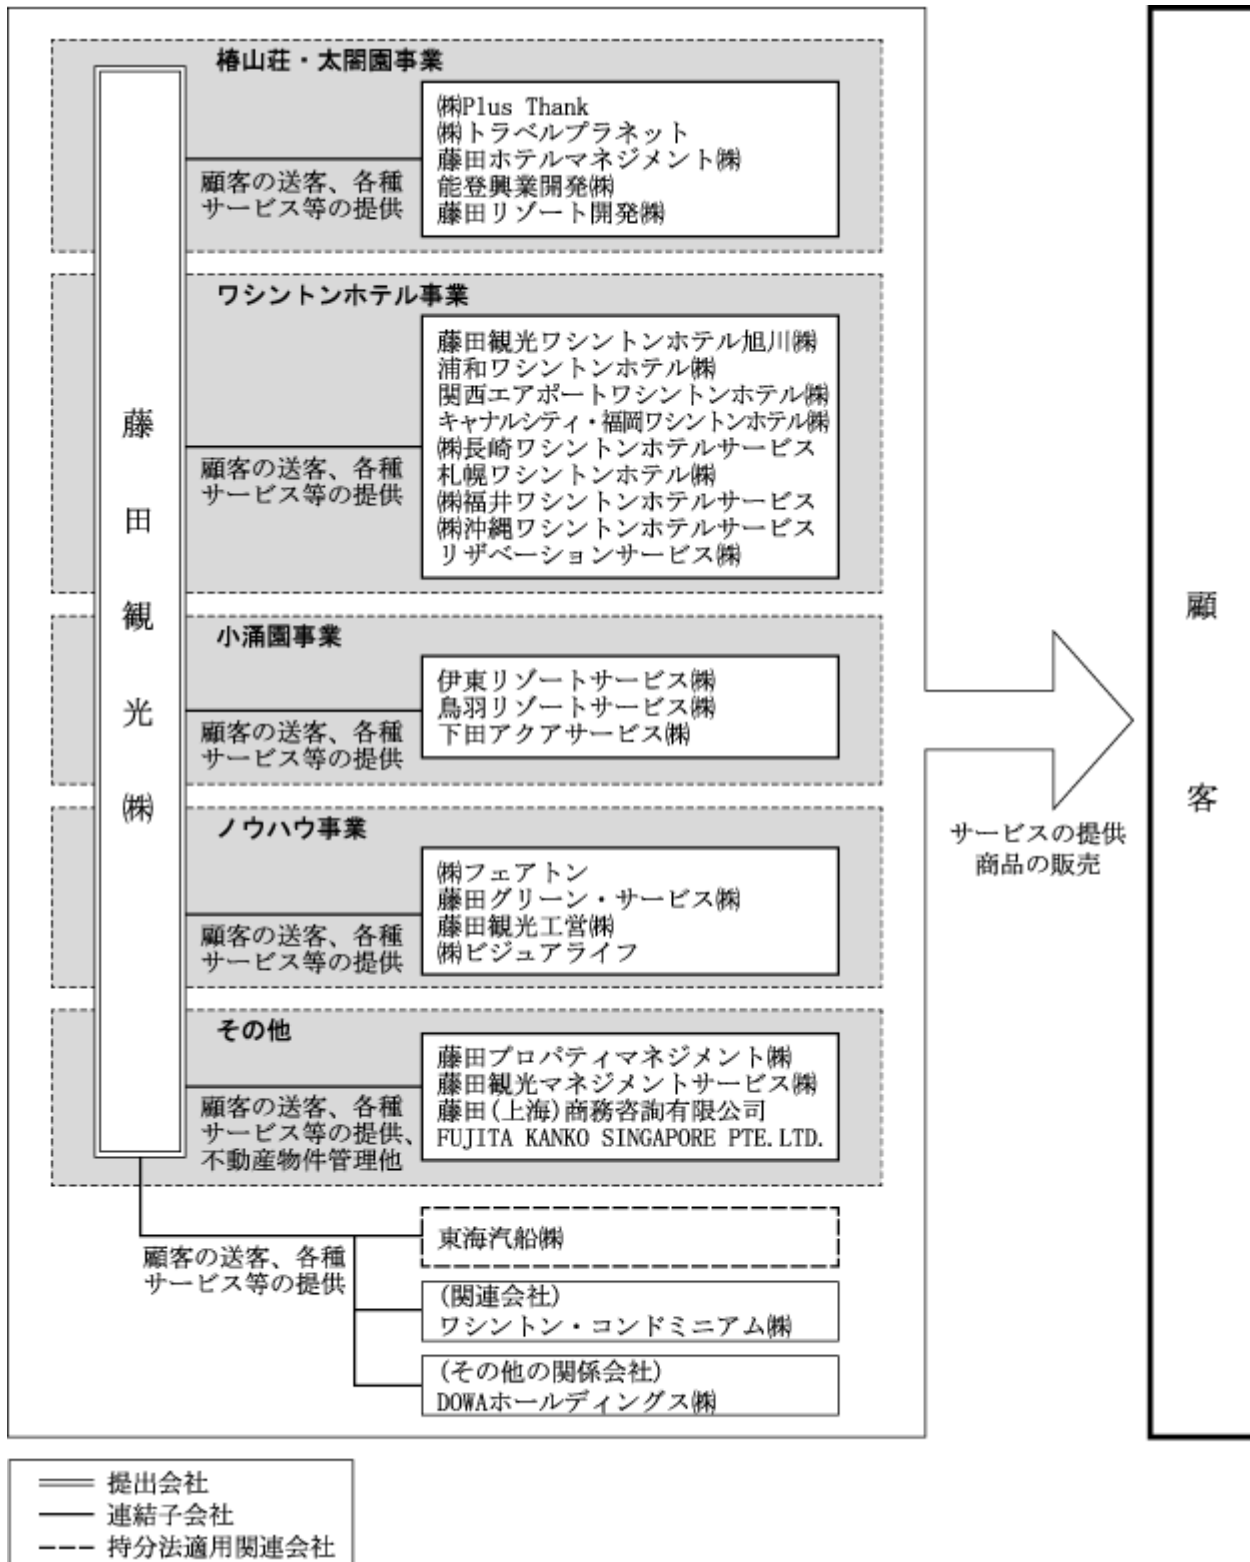 椿山荘・太閤園事業
㈱Plus Thank
㈱トラベルプラネット
藤田ホテルマネジメント㈱
能登興業開発㈱
藤田リゾート開発㈱
顧客の送客、各種
サービス等の提供
ワシントンホテル事業
藤田観光ワシントンホテル旭川㈱
浦和ワシントンホテル㈱
関西エアポートワシントンホテル㈱
キャナルシティ・福岡ワシントンホテル㈱
㈱長崎ワシントンホテルサービス
札幌ワシントンホテル㈱
㈱福井ワシントンホテルサービス
㈱沖縄ワシントンホテルサービス
リザベーションサービス㈱
顧客の送客、各種
サービス等の提供
藤田観光㈱
小涌園事業
伊東リゾートサービス㈱
鳥羽リゾートサービス㈱
下田アクアサービス㈱
顧客の送客、各種
サービス等の提供
ノウハウ事業
㈱フェアトン
藤田グリーン・サービス㈱
藤田観光工営㈱
㈱ビジュアライフ
顧客の送客、各種
サービス等の提供
その他
藤田プロパティマネジメント㈱
藤田観光マネジメントサービス㈱
藤田(上海)商務咨詢有限公司
FUJITA KANKO SINGAPORE PTE.LTD.
顧客の送客、各種
サービス等の提供、
不動産物件管理他
東海汽船㈱
顧客の送客、各種
サービス等の提供
(関連会社)
ワシントン・コンドミニアム㈱
(その他の関係会社)
DOWAホールディングス㈱
サービスの提供
商品の販売
顧客
提出会社
連結子会社
持分法適用関連会社